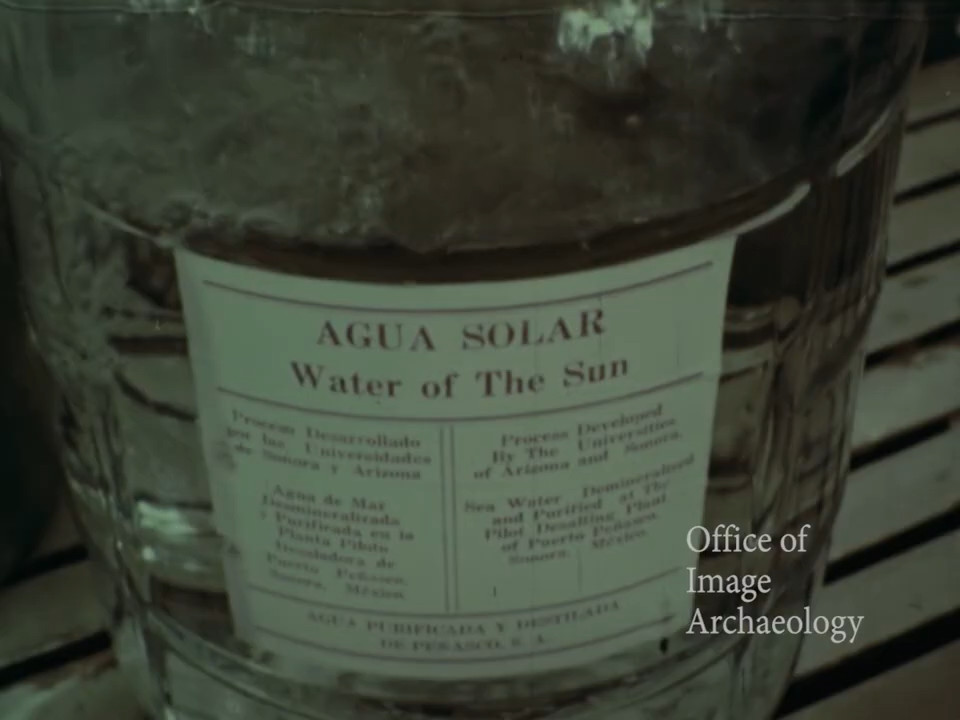 AGUA SOLAR
Water of The Sun
Process Desarrollado
por las Universidades
de Sonora y Arizona
Agua de Mar
Desmineralizada
y Purificada en la
Planta Piloto
Desaladora de
Puerto Peñasco,
Sonora, México
Process Developed
By The Universities
of Arizona and Sonora.
Sea Water Demineralized
and Purified at The
Pilot Desalting Plant
of Puerto Peñasco,
Sonora, México.
AGUA PURIFICADA Y DESTILADA
DE PEÑASCO, S. A.
Office of
Image
Archaeology